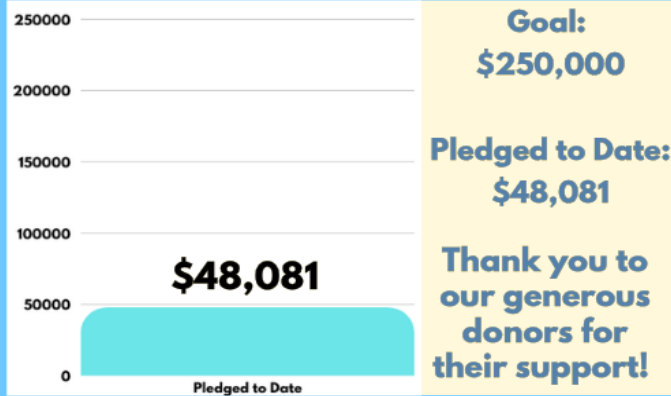 250000
200000
150000
100000
50000
0
$48,081
Pledged to Date
Goal:
$250,000
Pledged to Date:
$48,081
Thank you to
our generous
donors for
their support!